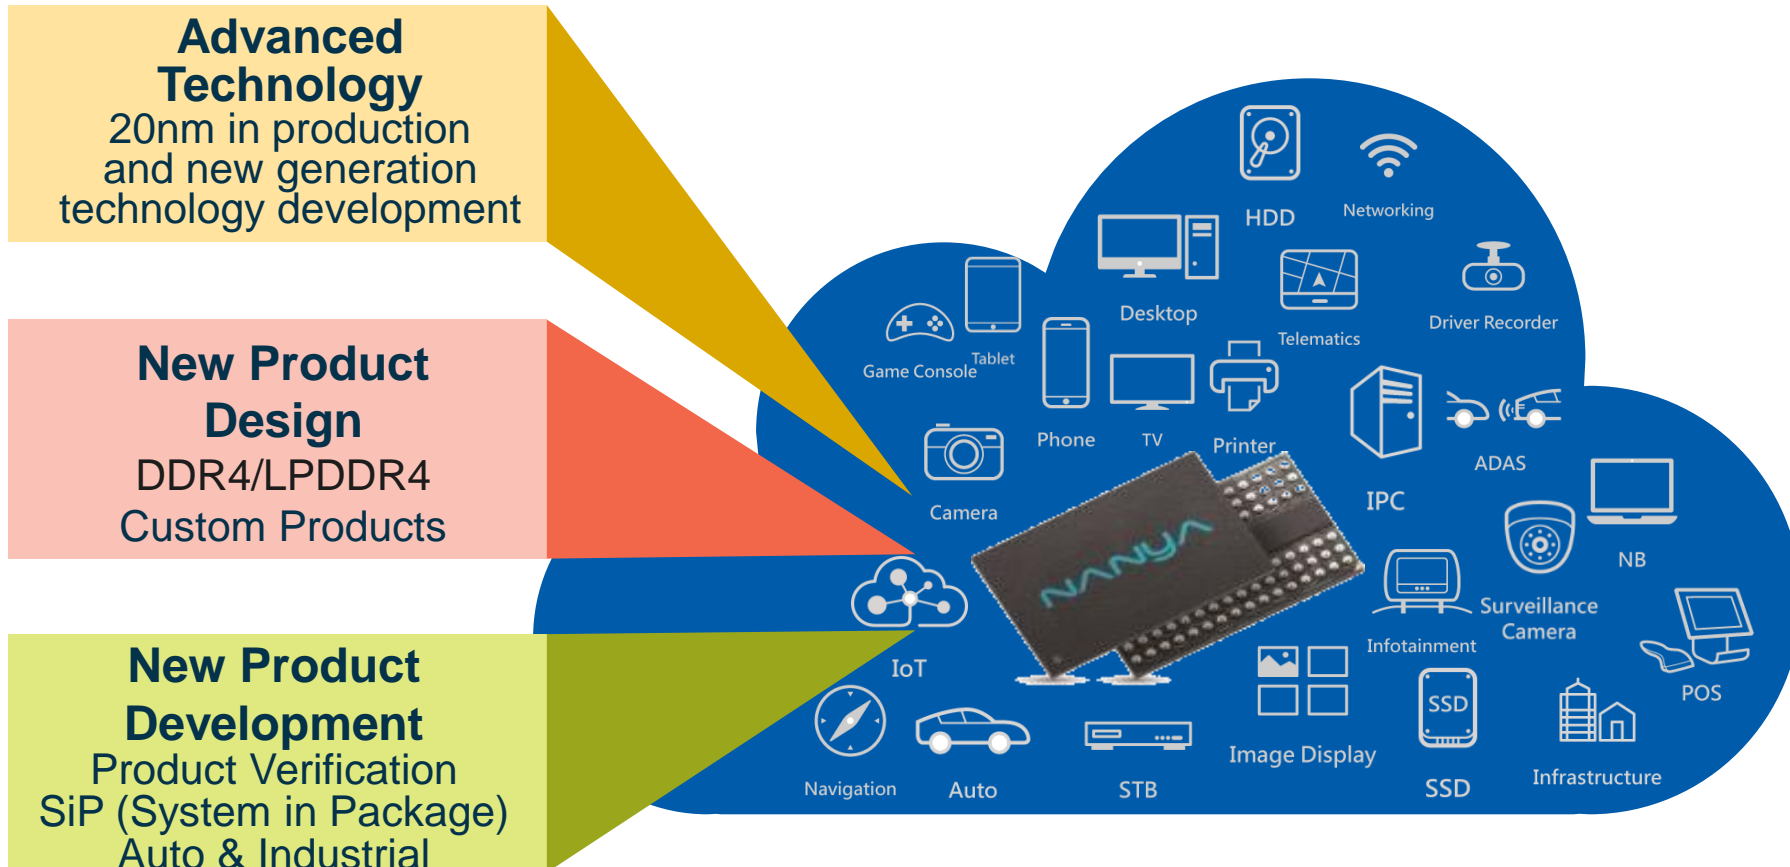 Advanced
Technology
20nm in production
and new generation
technology development
New Product
Design
DDR4/LPDDR4
Custom Products
New Product
Development
Product Verification
SiP (System in Package)
Auto & Industrial
HDD
Networking
Desktop
Telematics
Driver Recorder
Game Console
Tablet
Phone
TV
Printer
ADAS
Camera
IPC
NANYA
NB
Surveillance
Camera
Infotainment
IoT
POS
SSD
Navigation
Auto
STB
Image Display
SSD
Infrastructure